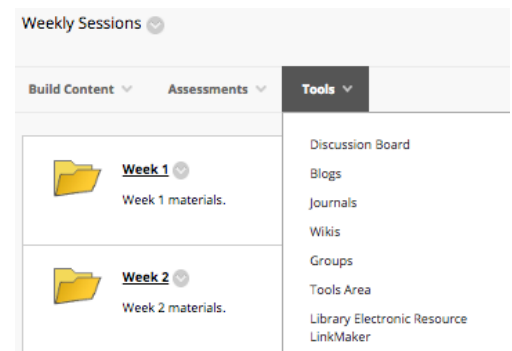 Weekly Sessions
Build Content Assessments Tools
Discussion Board
Blogs
Journals
Wikis
Groups
Tools Area
Library Electronic Resource
LinkMaker
Week 1
Week 1 materials.
Week 2
Week 2 materials.